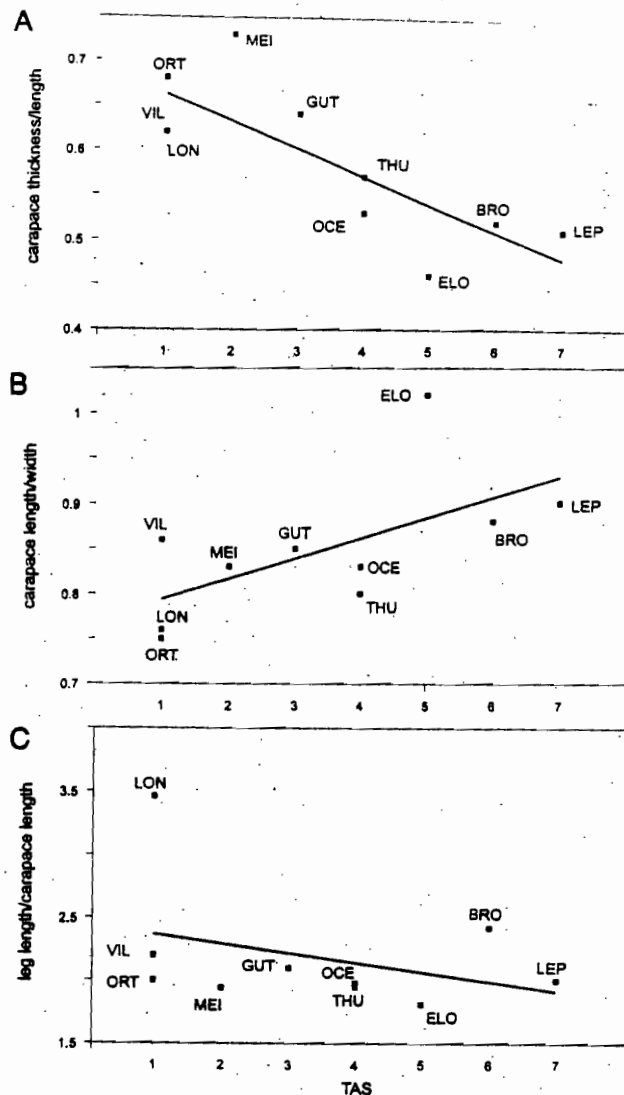 A
carapace thickness/length
0.7
0.6
0.5
0.4
MEI
ORT
GUT
VIL
LON
THU
OCE
BRO
LEP
ELO
1 2 3 4 5 6 7
B
carapace length/width
1
0.9
0.8
0.7
ELO
LEP
VIL
MEI
GUT
OCE
BRO
THU
LON
ORT
1 2 3 4 5 6 7
C
leg length/carapace length
3.5
2.5
1.5
LON
BRO
VIL
GUT
OCE
LEP
ORT
MEI
THU
ELO
1 2 3 4 5 6 7
TAS